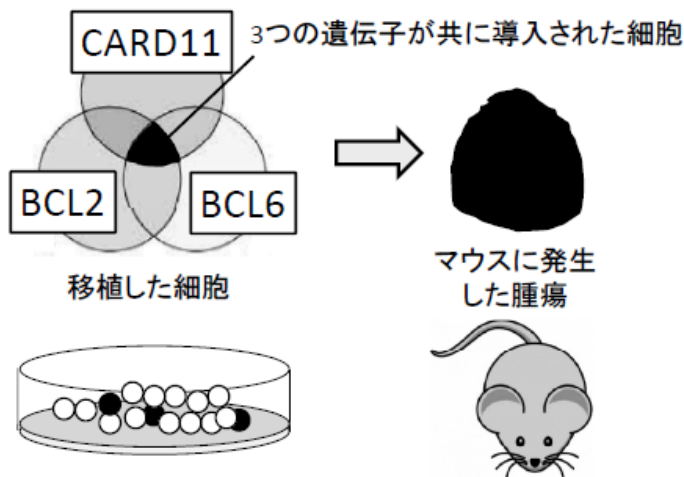 CARD11
3つの遺伝子が共に導入された細胞
BCL2
BCL6
移植した細胞
マウスに発生
した腫瘍